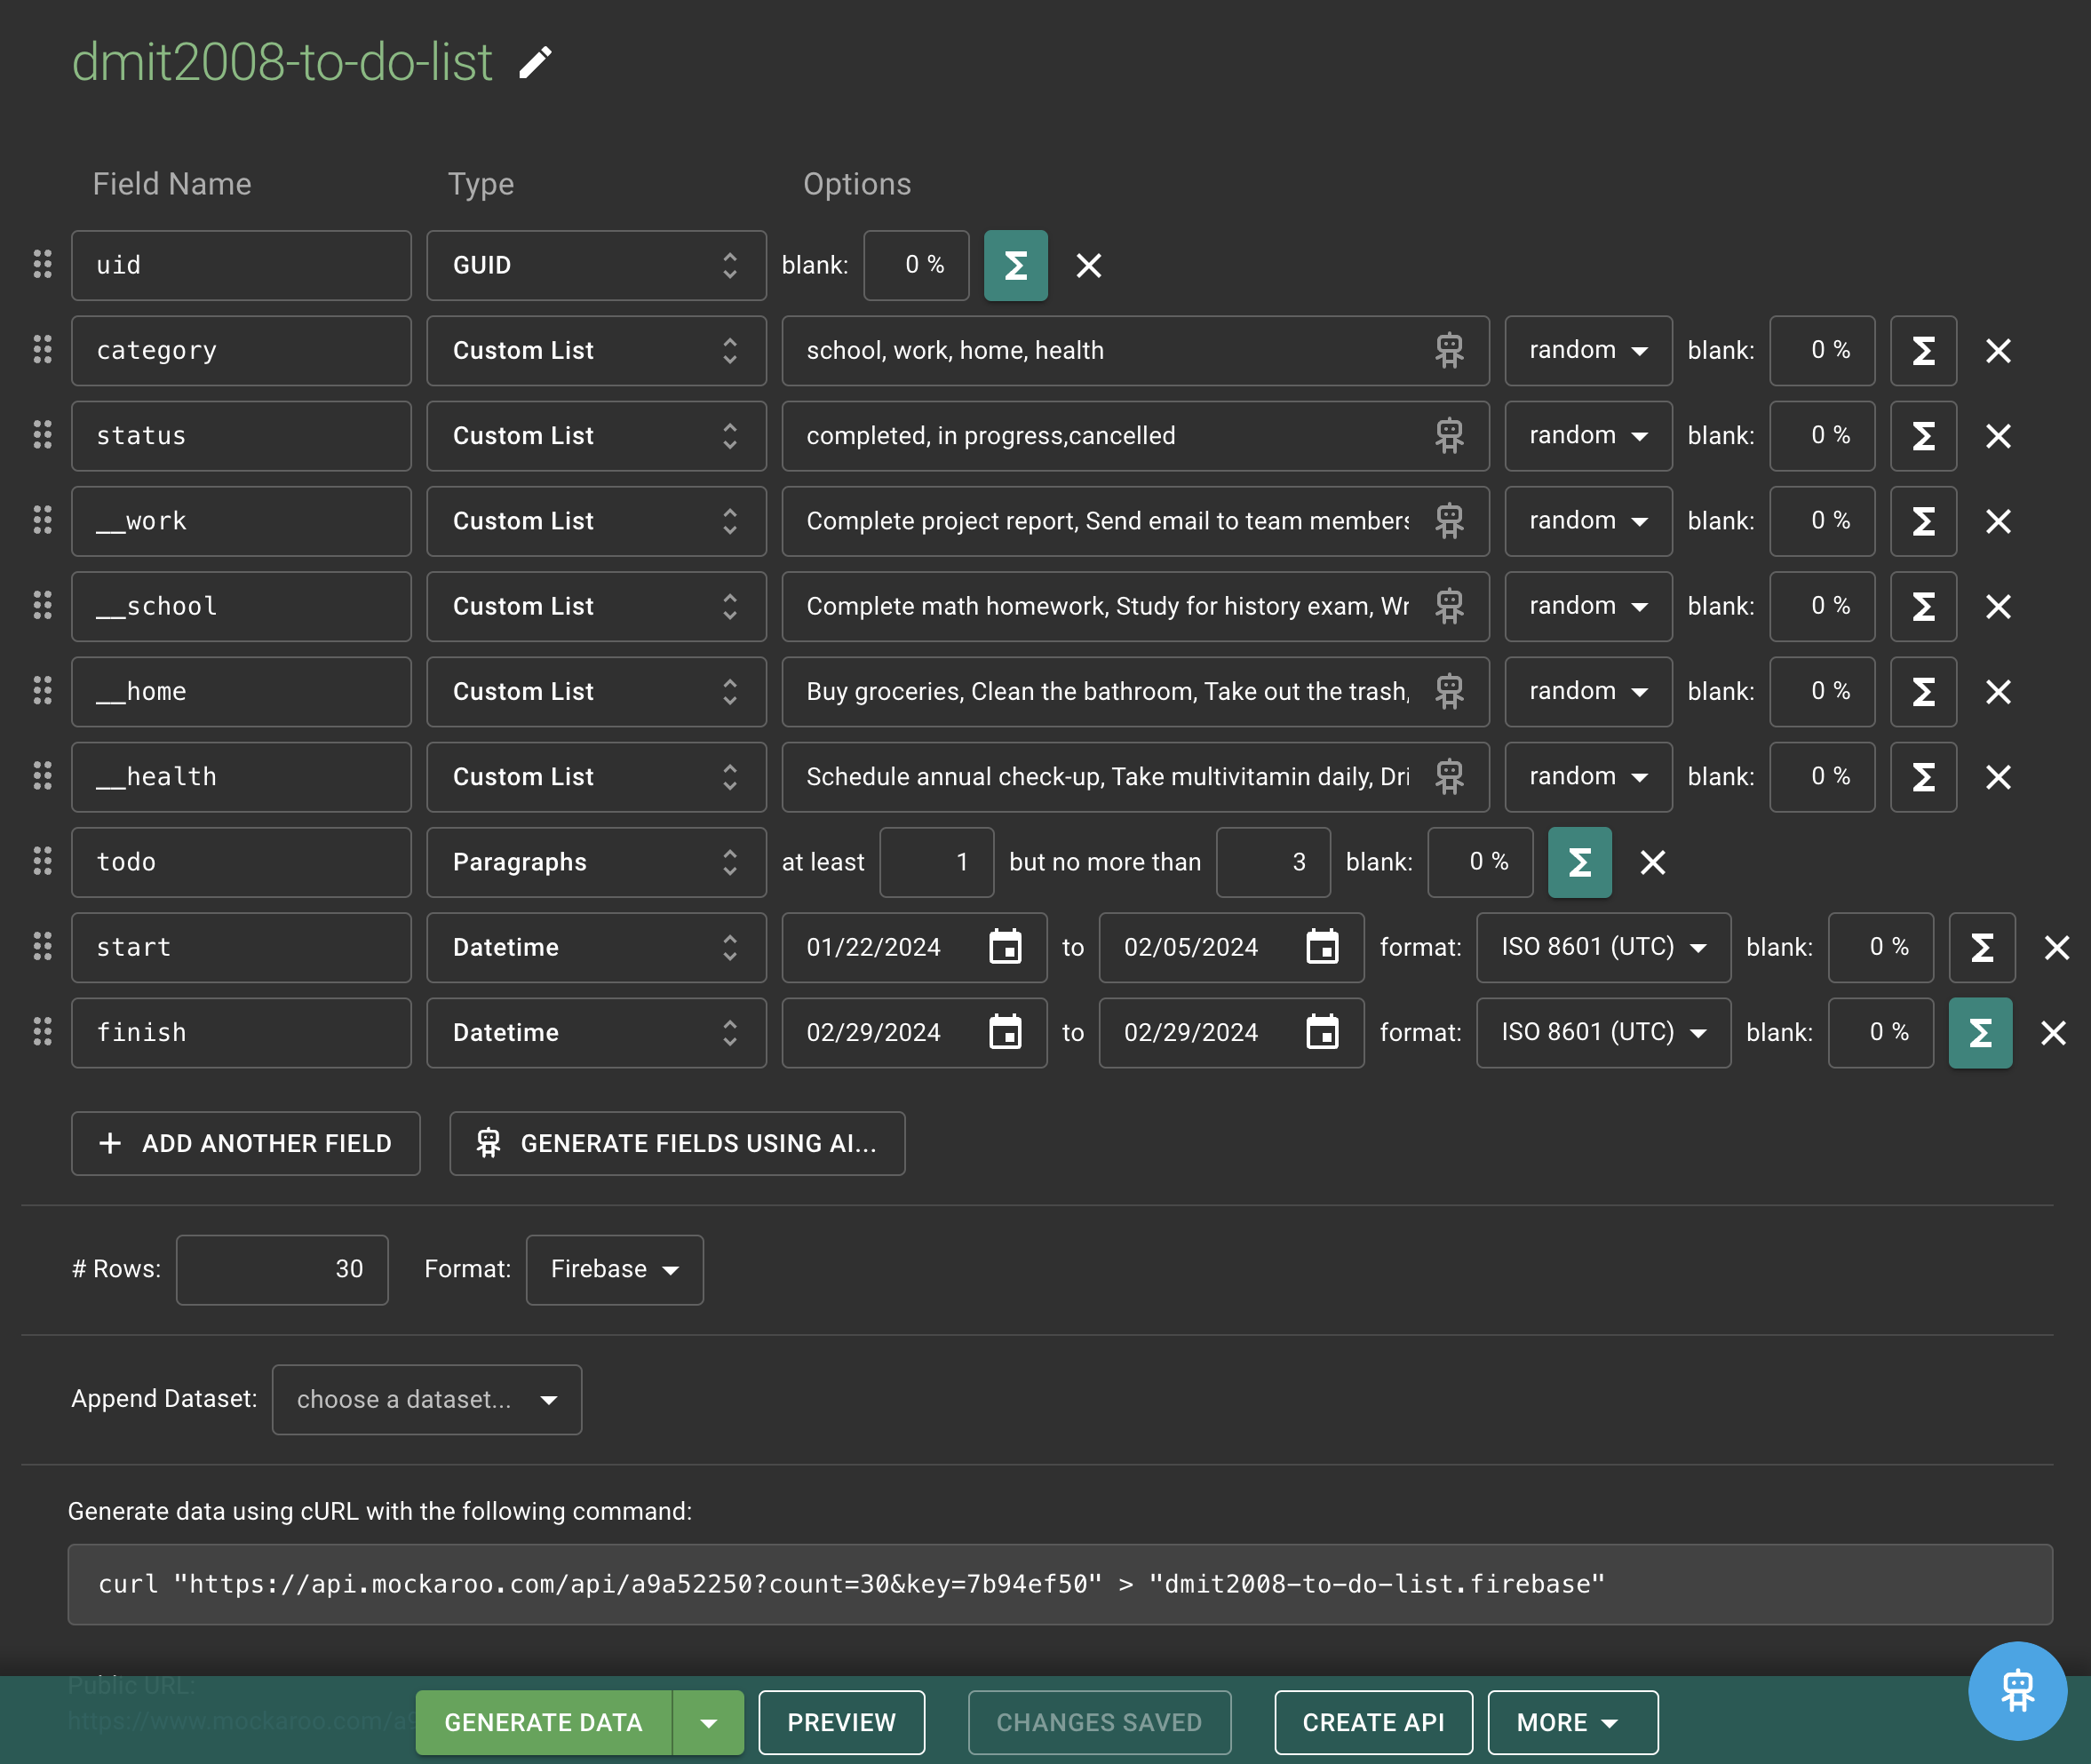 dmit2008-to-do-list
Field Name Type Options
uid GUID blank: 0 % Σ
category Custom List school, work, home, health random blank: 0 % Σ
status Custom List completed, in progress,cancelled random blank: 0 % Σ
__work Custom List Complete project report, Send email to team members random blank: 0 % Σ
__school Custom List Complete math homework, Study for history exam, Wr random blank: 0 % Σ
__home Custom List Buy groceries, Clean the bathroom, Take out the trash, random blank: 0 % Σ
__health Custom List Schedule annual check-up, Take multivitamin daily, Dri random blank: 0 % Σ
todo Paragraphs at least 1 but no more than 3 blank: 0 % Σ
start Datetime 01/22/2024 to 02/05/2024 format: ISO 8601 (UTC) blank: 0 % Σ
finish Datetime 02/29/2024 to 02/29/2024 format: ISO 8601 (UTC) blank: 0 % Σ
ADD ANOTHER FIELD GENERATE FIELDS USING AI...
# Rows: 30 Format: Firebase
Append Dataset: choose a dataset...
Generate data using cURL with the following command:
curl "https://api.mockaroo.com/api/a9a52250?count=30&key=7b94ef50" > "dmit2008-to-do-list.firebase"
Public URL:
https://www.mockaroo.com/a9
GENERATE DATA PREVIEW CHANGES SAVED CREATE API MORE